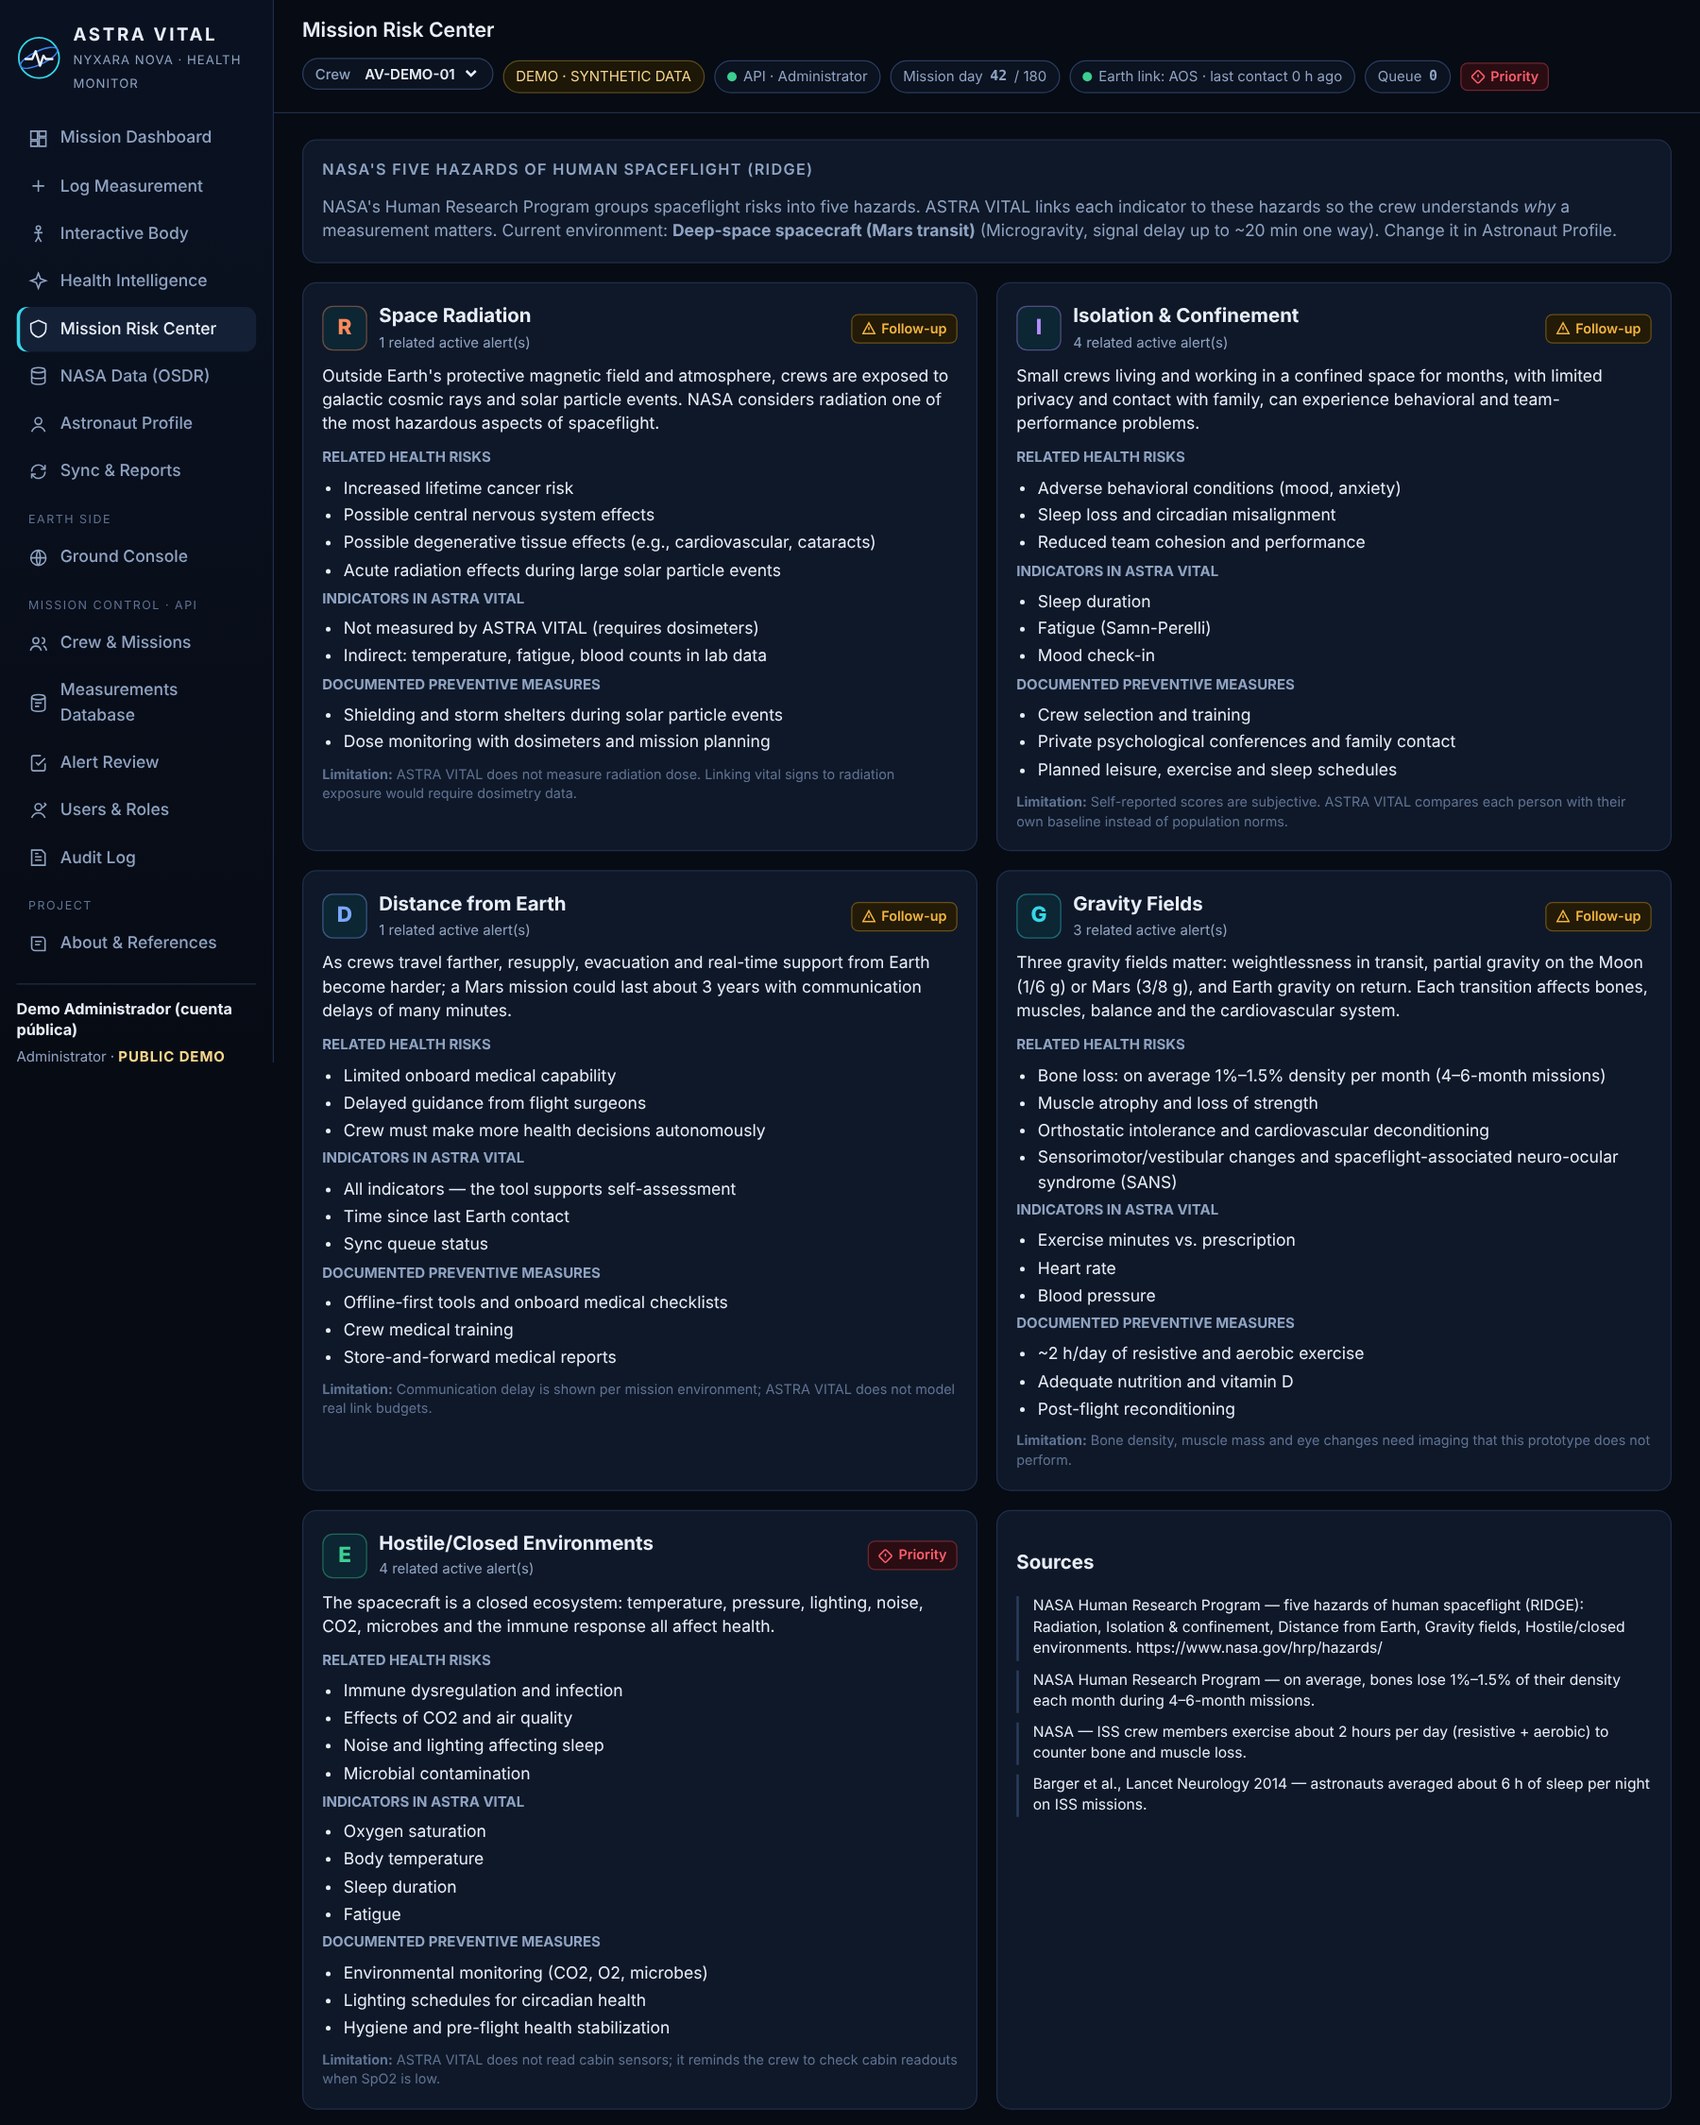 ASTRA VITAL
NYXARA NOVA · HEALTH
MONITOR
Mission Dashboard
Log Measurement
Interactive Body
Health Intelligence
Mission Risk Center
NASA Data (OSDR)
Astronaut Profile
Sync & Reports
EARTH SIDE
Ground Console
MISSION CONTROL · API
Crew & Missions
Measurements
Database
Alert Review
Users & Roles
Audit Log
PROJECT
About & References
Demo Administrador (cuenta
pública)
Administrator · PUBLIC DEMO
Mission Risk Center
Crew AV-DEMO-01
DEMO · SYNTHETIC DATA
API · Administrator
Mission day 42 / 180
Earth link: AOS · last contact 0 h ago
Queue 0
Priority
NASA'S FIVE HAZARDS OF HUMAN SPACEFLIGHT (RIDGE)
NASA's Human Research Program groups spaceflight risks into five hazards. ASTRA VITAL links each indicator to these hazards so the crew understands why a
measurement matters. Current environment: Deep-space spacecraft (Mars transit) (Microgravity, signal delay up to ~20 min one way). Change it in Astronaut Profile.
R
Space Radiation
1 related active alert(s)
Follow-up
Outside Earth's protective magnetic field and atmosphere, crews are exposed to
galactic cosmic rays and solar particle events. NASA considers radiation one of
the most hazardous aspects of spaceflight.
RELATED HEALTH RISKS
• Increased lifetime cancer risk
• Possible central nervous system effects
• Possible degenerative tissue effects (e.g., cardiovascular, cataracts)
• Acute radiation effects during large solar particle events
INDICATORS IN ASTRA VITAL
• Not measured by ASTRA VITAL (requires dosimeters)
• Indirect: temperature, fatigue, blood counts in lab data
DOCUMENTED PREVENTIVE MEASURES
• Shielding and storm shelters during solar particle events
• Dose monitoring with dosimeters and mission planning
Limitation: ASTRA VITAL does not measure radiation dose. Linking vital signs to radiation
exposure would require dosimetry data.
I
Isolation & Confinement
4 related active alert(s)
Follow-up
Small crews living and working in a confined space for months, with limited
privacy and contact with family, can experience behavioral and team-
performance problems.
RELATED HEALTH RISKS
• Adverse behavioral conditions (mood, anxiety)
• Sleep loss and circadian misalignment
• Reduced team cohesion and performance
INDICATORS IN ASTRA VITAL
• Sleep duration
• Fatigue (Samn-Perelli)
• Mood check-in
DOCUMENTED PREVENTIVE MEASURES
• Crew selection and training
• Private psychological conferences and family contact
• Planned leisure, exercise and sleep schedules
Limitation: Self-reported scores are subjective. ASTRA VITAL compares each person with their
own baseline instead of population norms.
D
Distance from Earth
1 related active alert(s)
Follow-up
As crews travel farther, resupply, evacuation and real-time support from Earth
become harder; a Mars mission could last about 3 years with communication
delays of many minutes.
RELATED HEALTH RISKS
• Limited onboard medical capability
• Delayed guidance from flight surgeons
• Crew must make more health decisions autonomously
INDICATORS IN ASTRA VITAL
• All indicators — the tool supports self-assessment
• Time since last Earth contact
• Sync queue status
DOCUMENTED PREVENTIVE MEASURES
• Offline-first tools and onboard medical checklists
• Crew medical training
• Store-and-forward medical reports
Limitation: Communication delay is shown per mission environment; ASTRA VITAL does not model
real link budgets.
G
Gravity Fields
3 related active alert(s)
Follow-up
Three gravity fields matter: weightlessness in transit, partial gravity on the Moon
(1/6 g) or Mars (3/8 g), and Earth gravity on return. Each transition affects bones,
muscles, balance and the cardiovascular system.
RELATED HEALTH RISKS
• Bone loss: on average 1%–1.5% density per month (4–6-month missions)
• Muscle atrophy and loss of strength
• Orthostatic intolerance and cardiovascular deconditioning
• Sensorimotor/vestibular changes and spaceflight-associated neuro-ocular
syndrome (SANS)
INDICATORS IN ASTRA VITAL
• Exercise minutes vs. prescription
• Heart rate
• Blood pressure
DOCUMENTED PREVENTIVE MEASURES
• ~2 h/day of resistive and aerobic exercise
• Adequate nutrition and vitamin D
• Post-flight reconditioning
Limitation: Bone density, muscle mass and eye changes need imaging that this prototype does not
perform.
E
Hostile/Closed Environments
4 related active alert(s)
Priority
The spacecraft is a closed ecosystem: temperature, pressure, lighting, noise,
CO2, microbes and the immune response all affect health.
RELATED HEALTH RISKS
• Immune dysregulation and infection
• Effects of CO2 and air quality
• Noise and lighting affecting sleep
• Microbial contamination
INDICATORS IN ASTRA VITAL
• Oxygen saturation
• Body temperature
• Sleep duration
• Fatigue
DOCUMENTED PREVENTIVE MEASURES
• Environmental monitoring (CO2, O2, microbes)
• Lighting schedules for circadian health
• Hygiene and pre-flight health stabilization
Limitation: ASTRA VITAL does not read cabin sensors; it reminds the crew to check cabin readouts
when SpO2 is low.
Sources
NASA Human Research Program — five hazards of human spaceflight (RIDGE):
Radiation, Isolation & confinement, Distance from Earth, Gravity fields, Hostile/closed
environments. https://www.nasa.gov/hrp/hazards/
NASA Human Research Program — on average, bones lose 1%–1.5% of their density
each month during 4–6-month missions.
NASA — ISS crew members exercise about 2 hours per day (resistive + aerobic) to
counter bone and muscle loss.
Barger et al., Lancet Neurology 2014 — astronauts averaged about 6 h of sleep per night
on ISS missions.